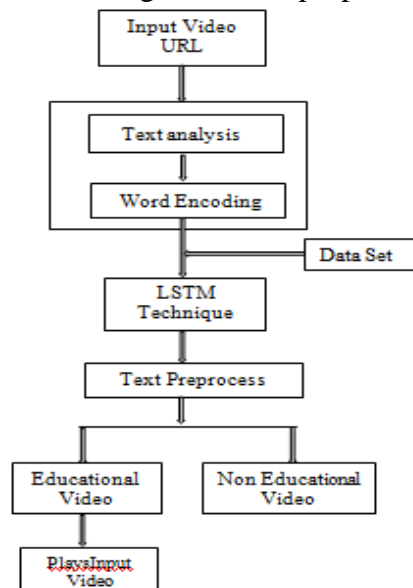 Input Video
URL
Text analysis
Word Encoding
Data Set
LSTM
Technique
Text Preprocess
Educational
Video
Non Educational
Video
PlaysInput
Video